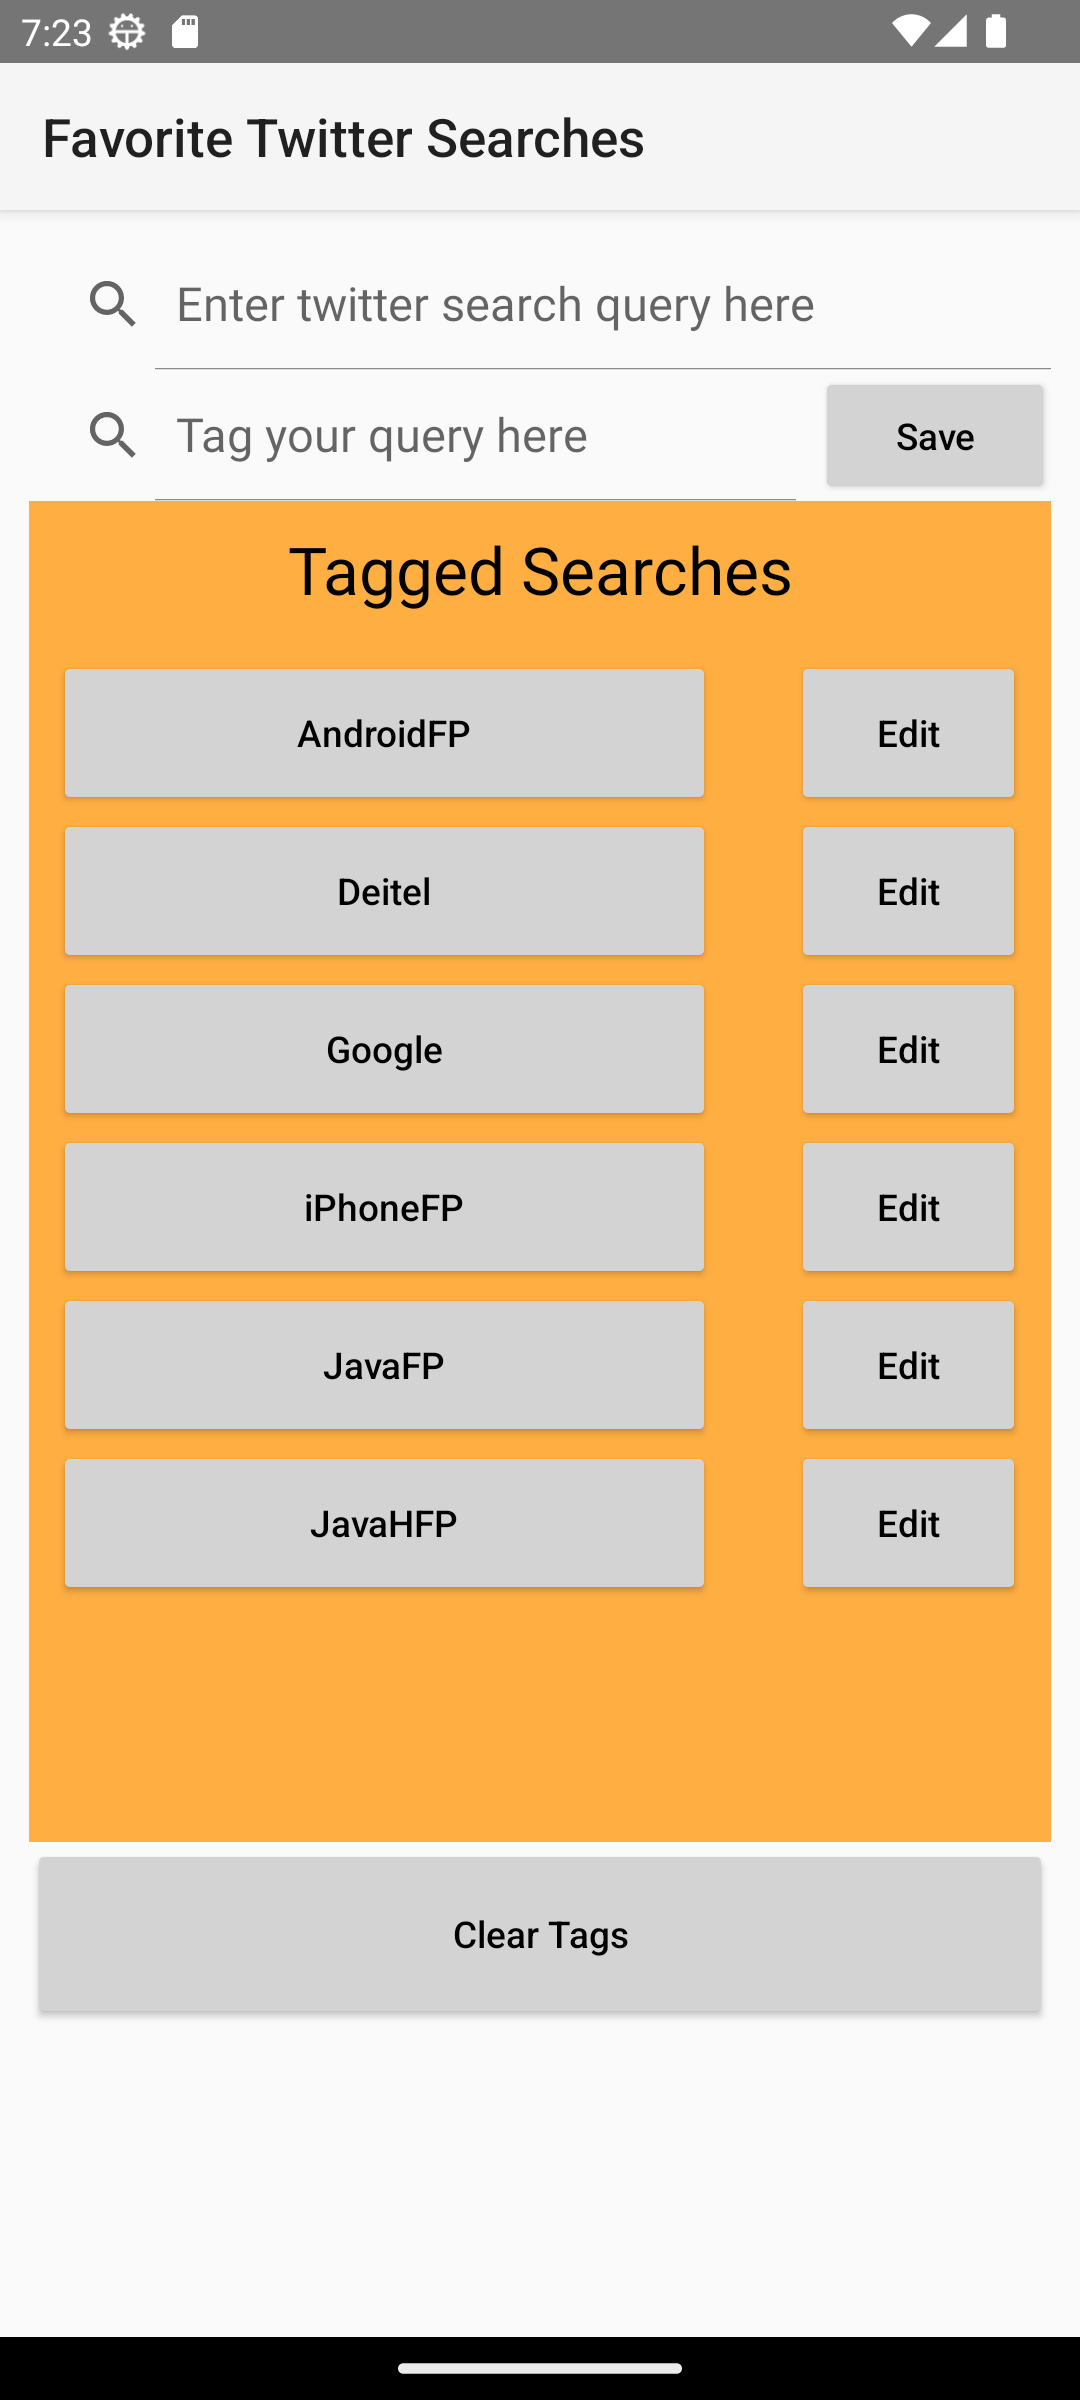 7:23
Favorite Twitter Searches
Enter twitter search query here
Tag your query here
Save
Tagged Searches
AndroidFP
Edit
Deitel
Edit
Google
Edit
iPhoneFP
Edit
JavaFP
Edit
JavaHFP
Edit
Clear Tags